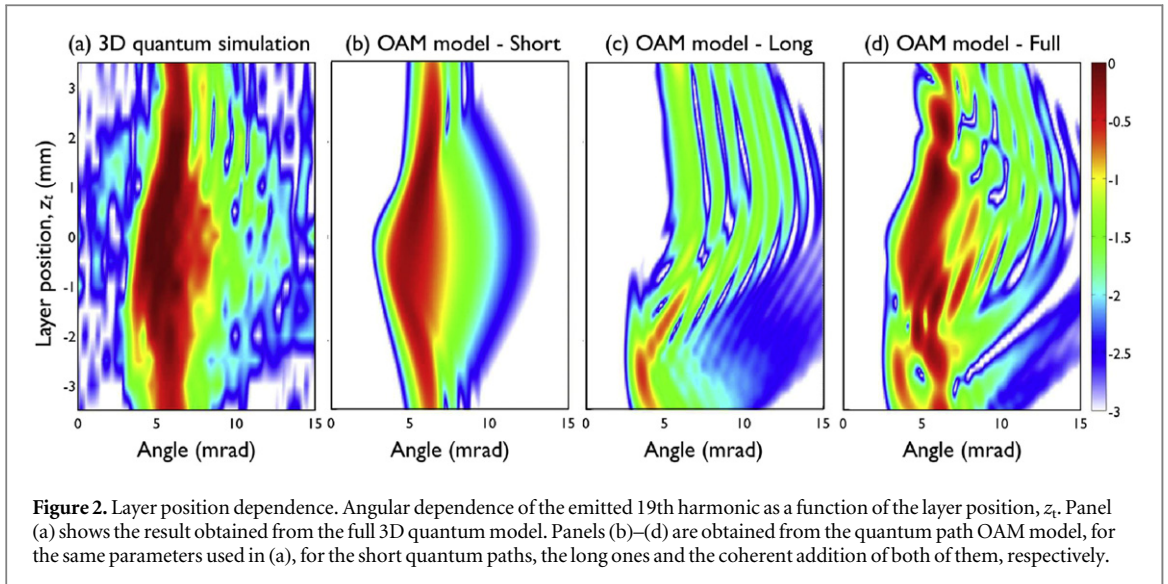 (a) 3D quantum simulation (b) OAM model - Short (c) OAM model - Long (d) OAM model - Full
Layer position, zt (mm)
3
2
1
0
-1
-2
-3
0 5 10 15
0 5 10 15
5 10 15
5 10 15
0
-0.5
-1
-1.5
-2
-2.5
-3
Angle (mrad) Angle (mrad) Angle (mrad) Angle (mrad)
Figure 2. Layer position dependence. Angular dependence of the emitted 19th harmonic as a function of the layer position, zt. Panel
(a) shows the result obtained from the full 3D quantum model. Panels (b)–(d) are obtained from the quantum path OAM model, for
the same parameters used in (a), for the short quantum paths, the long ones and the coherent addition of both of them, respectively.